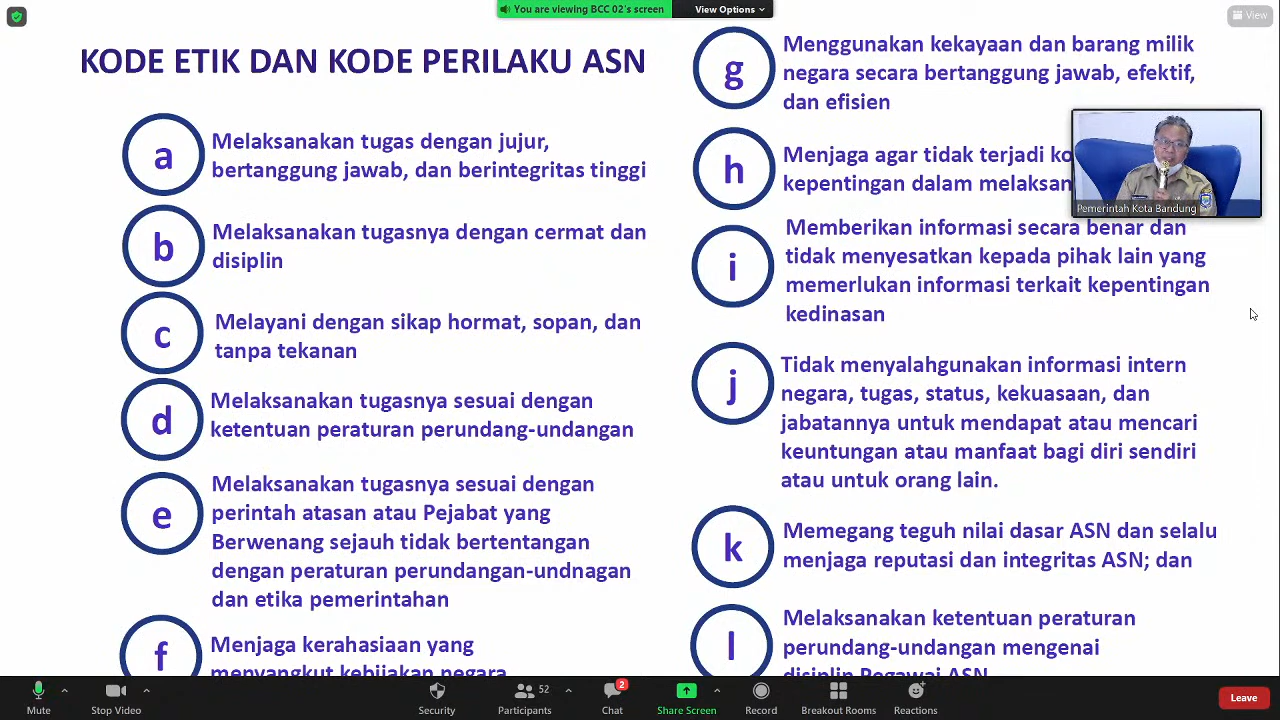 You are viewing BCC 02's screen
View Options
View
KODE ETIK DAN KODE PERILAKU ASN
a
Melaksanakan tugas dengan jujur,
bertanggung jawab, dan berintegritas tinggi
b
Melaksanakan tugasnya dengan cermat dan
disiplin
c
Melayani dengan sikap hormat, sopan, dan
tanpa tekanan
d
Melaksanakan tugasnya sesuai dengan
ketentuan peraturan perundang-undangan
e
Melaksanakan tugasnya sesuai dengan
perintah atasan atau Pejabat yang
Berwenang sejauh tidak bertentangan
dengan peraturan perundangan-undnagan
dan etika pemerintahan
f
Menjaga kerahasiaan yang
menyangkut kebijakan negara
g
Menggunakan kekayaan dan barang milik
negara secara bertanggung jawab, efektif,
dan efisien
h
Menjaga agar tidak terjadi
kepentingan dalam
Pemerintah Kota Bandung
i
Memberikan informasi secara benar dan
tidak menyesatkan kepada pihak lain yang
memerlukan informasi terkait kepentingan
kedinasan
j
Tidak menyalahgunakan informasi intern
negara, tugas, status, kekuasaan, dan
jabatannya untuk mendapat atau mencari
keuntungan atau manfaat bagi diri sendiri
atau untuk orang lain.
k
Memegang teguh nilai dasar ASN dan selalu
menjaga reputasi dan integritas ASN; dan
l
Melaksanakan ketentuan peraturan
perundang-undangan mengenai
disiplin Pegawai ASN
Mute
Stop Video
Security
52
Participants
2
Chat
Share Screen
Record
Breakout Rooms
Reactions
Leave